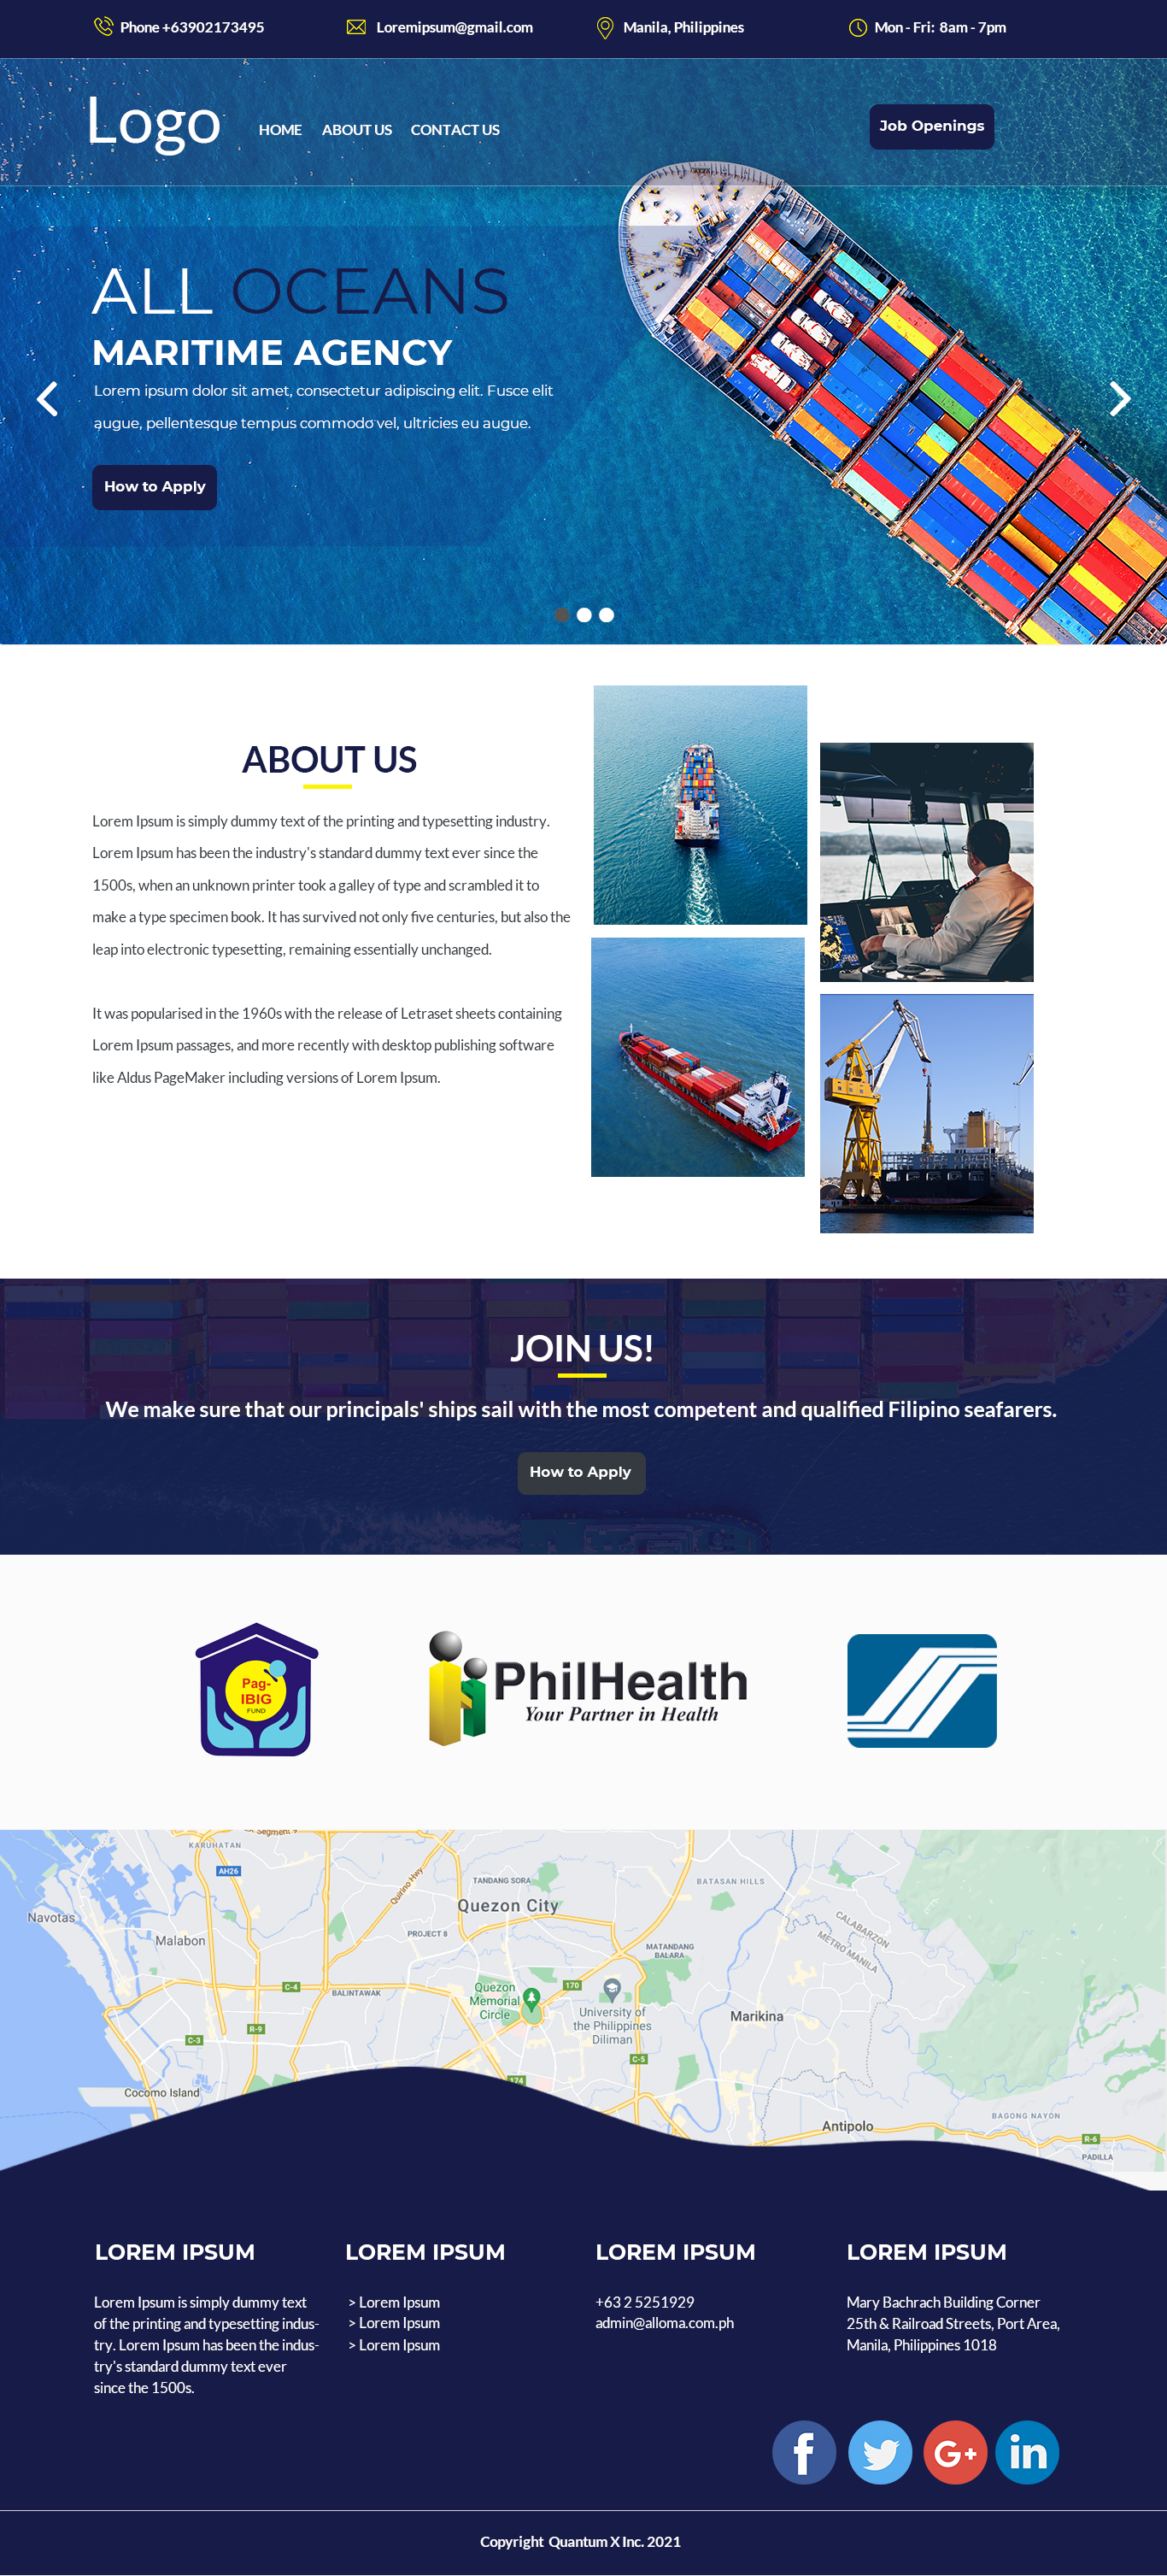 Phone +63902173495
Loremipsum@gmail.com
Manila, Philippines
Mon - Fri: 8am - 7pm
Logo
HOME
ABOUT US
CONTACT US
Job Openings
ALL OCEANS
MARITIME AGENCY
Lorem ipsum dolor sit amet, consectetur adipiscing elit. Fusce elit
augue, pellentesque tempus commodo vel, ultricies eu augue.
How to Apply
ABOUT US
Lorem Ipsum is simply dummy text of the printing and typesetting industry.
Lorem Ipsum has been the industry's standard dummy text ever since the
1500s, when an unknown printer took a galley of type and scrambled it to
make a type specimen book. It has survived not only five centuries, but also the
leap into electronic typesetting, remaining essentially unchanged.
It was popularised in the 1960s with the release of Letraset sheets containing
Lorem Ipsum passages, and more recently with desktop publishing software
like Aldus PageMaker including versions of Lorem Ipsum.
JOIN US!
We make sure that our principals' ships sail with the most competent and qualified Filipino seafarers.
How to Apply
Pag-
IBIG
FUND
PhilHealth
Your Partner in Health
Segment 9
KARUHATAN
AH26
Quirino Hwy
TANDANG SORA
BATASAN HILLS
Quezon City
Navotas
Malabon
PROJECT 8
CALABARZON
METRO MANILA
MATANDANG
BALARA
C-4
BALINTAWAK
170
Quezon
Memorial
Circle
University of
the Philippines
Diliman
Marikina
R-9
C-3
C-5
174
Cocomo Island
Antipolo
BAGONG NAYON
R-6
PADILLA
LOREM IPSUM
Lorem Ipsum is simply dummy text
of the printing and typesetting indus-
try. Lorem Ipsum has been the indus-
try's standard dummy text ever
since the 1500s.
LOREM IPSUM
> Lorem Ipsum
> Lorem Ipsum
> Lorem Ipsum
LOREM IPSUM
+63 2 5251929
admin@alloma.com.ph
LOREM IPSUM
Mary Bachrach Building Corner
25th & Railroad Streets, Port Area,
Manila, Philippines 1018
f
G+
in
Copyright Quantum X Inc. 2021